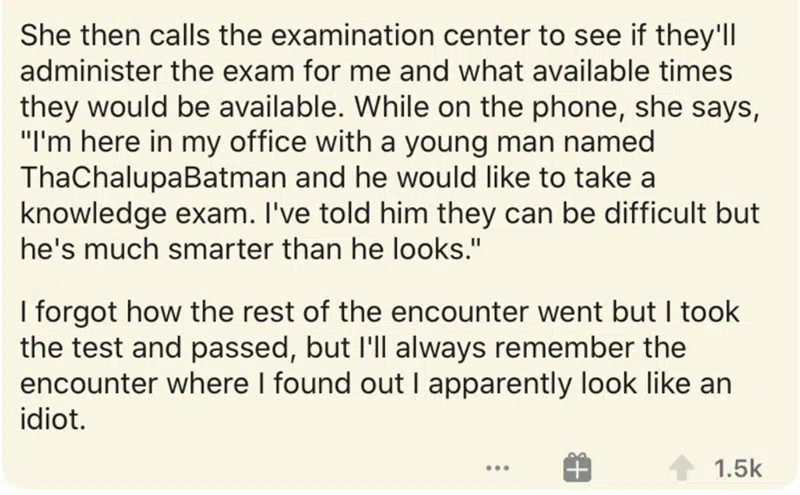 She then calls the examination center to see if they'll
administer the exam for me and what available times
they would be available. While on the phone, she says,
"I'm here in my office with a young man named
ThaChalupaBatman and he would like to take a
knowledge exam. I've told him they can be difficult but
he's much smarter than he looks."
I forgot how the rest of the encounter went but I took
the test and passed, but I'll always remember the
encounter where I found out I apparently look like an
idiot.
1.5k